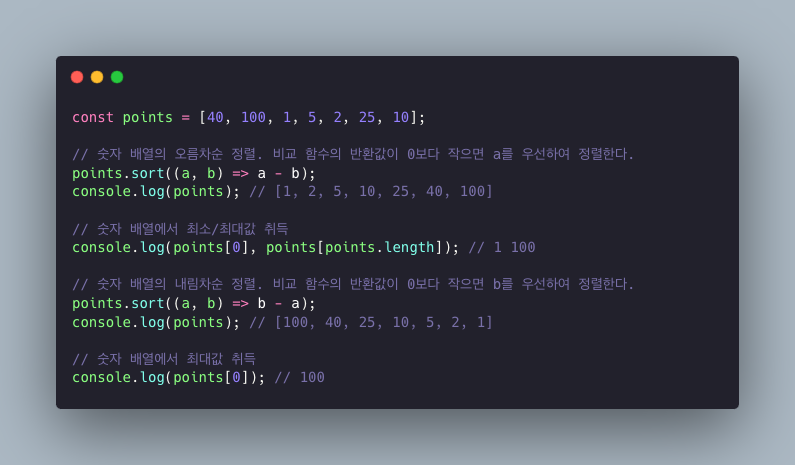 const points = [40, 100, 1, 5, 2, 25, 10];
// 숫자 배열의 오름차순 정렬. 비교 함수의 반환값이 0보다 작으면 a를 우선하여 정렬한다.
points.sort((a, b) => a - b);
console.log(points); // [1, 2, 5, 10, 25, 40, 100]
// 숫자 배열에서 최소/최대값 취득
console.log(points[0], points[points.length]); // 1 100
// 숫자 배열의 내림차순 정렬. 비교 함수의 반환값이 0보다 작으면 b를 우선하여 정렬한다.
points.sort((a, b) => b - a);
console.log(points); // [100, 40, 25, 10, 5, 2, 1]
// 숫자 배열에서 최대값 취득
console.log(points[0]); // 100